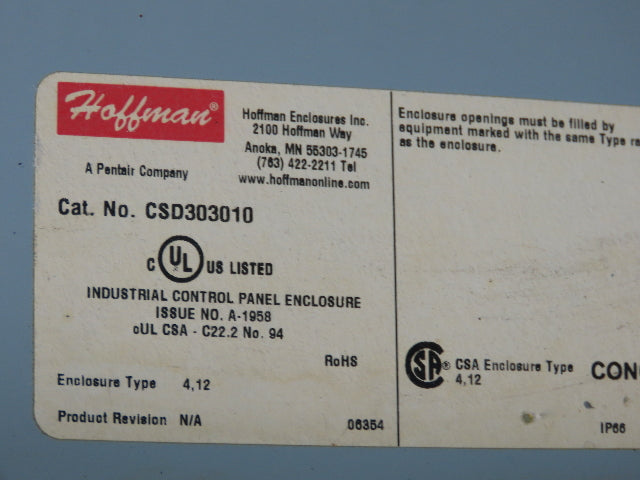 Hoffman®
A Pentair Company
Hoffman Enclosures Inc.
2100 Hoffman Way
Anoka, MN 55303-1745
(763) 422-2211 Tel
www.hoffmanonline.com
Cat. No. CSD303010
C UL US LISTED
INDUSTRIAL CONTROL PANEL ENCLOSURE
ISSUE NO. A-1958
cUL CSA - C22.2 No. 94
RoHS
Enclosure Type 4,12
Product Revision N/A
06354
Enclosure openings must be filled by
equipment marked with the same Type
as the enclosure.
SA® CSA Enclosure Type
4,12
IP66